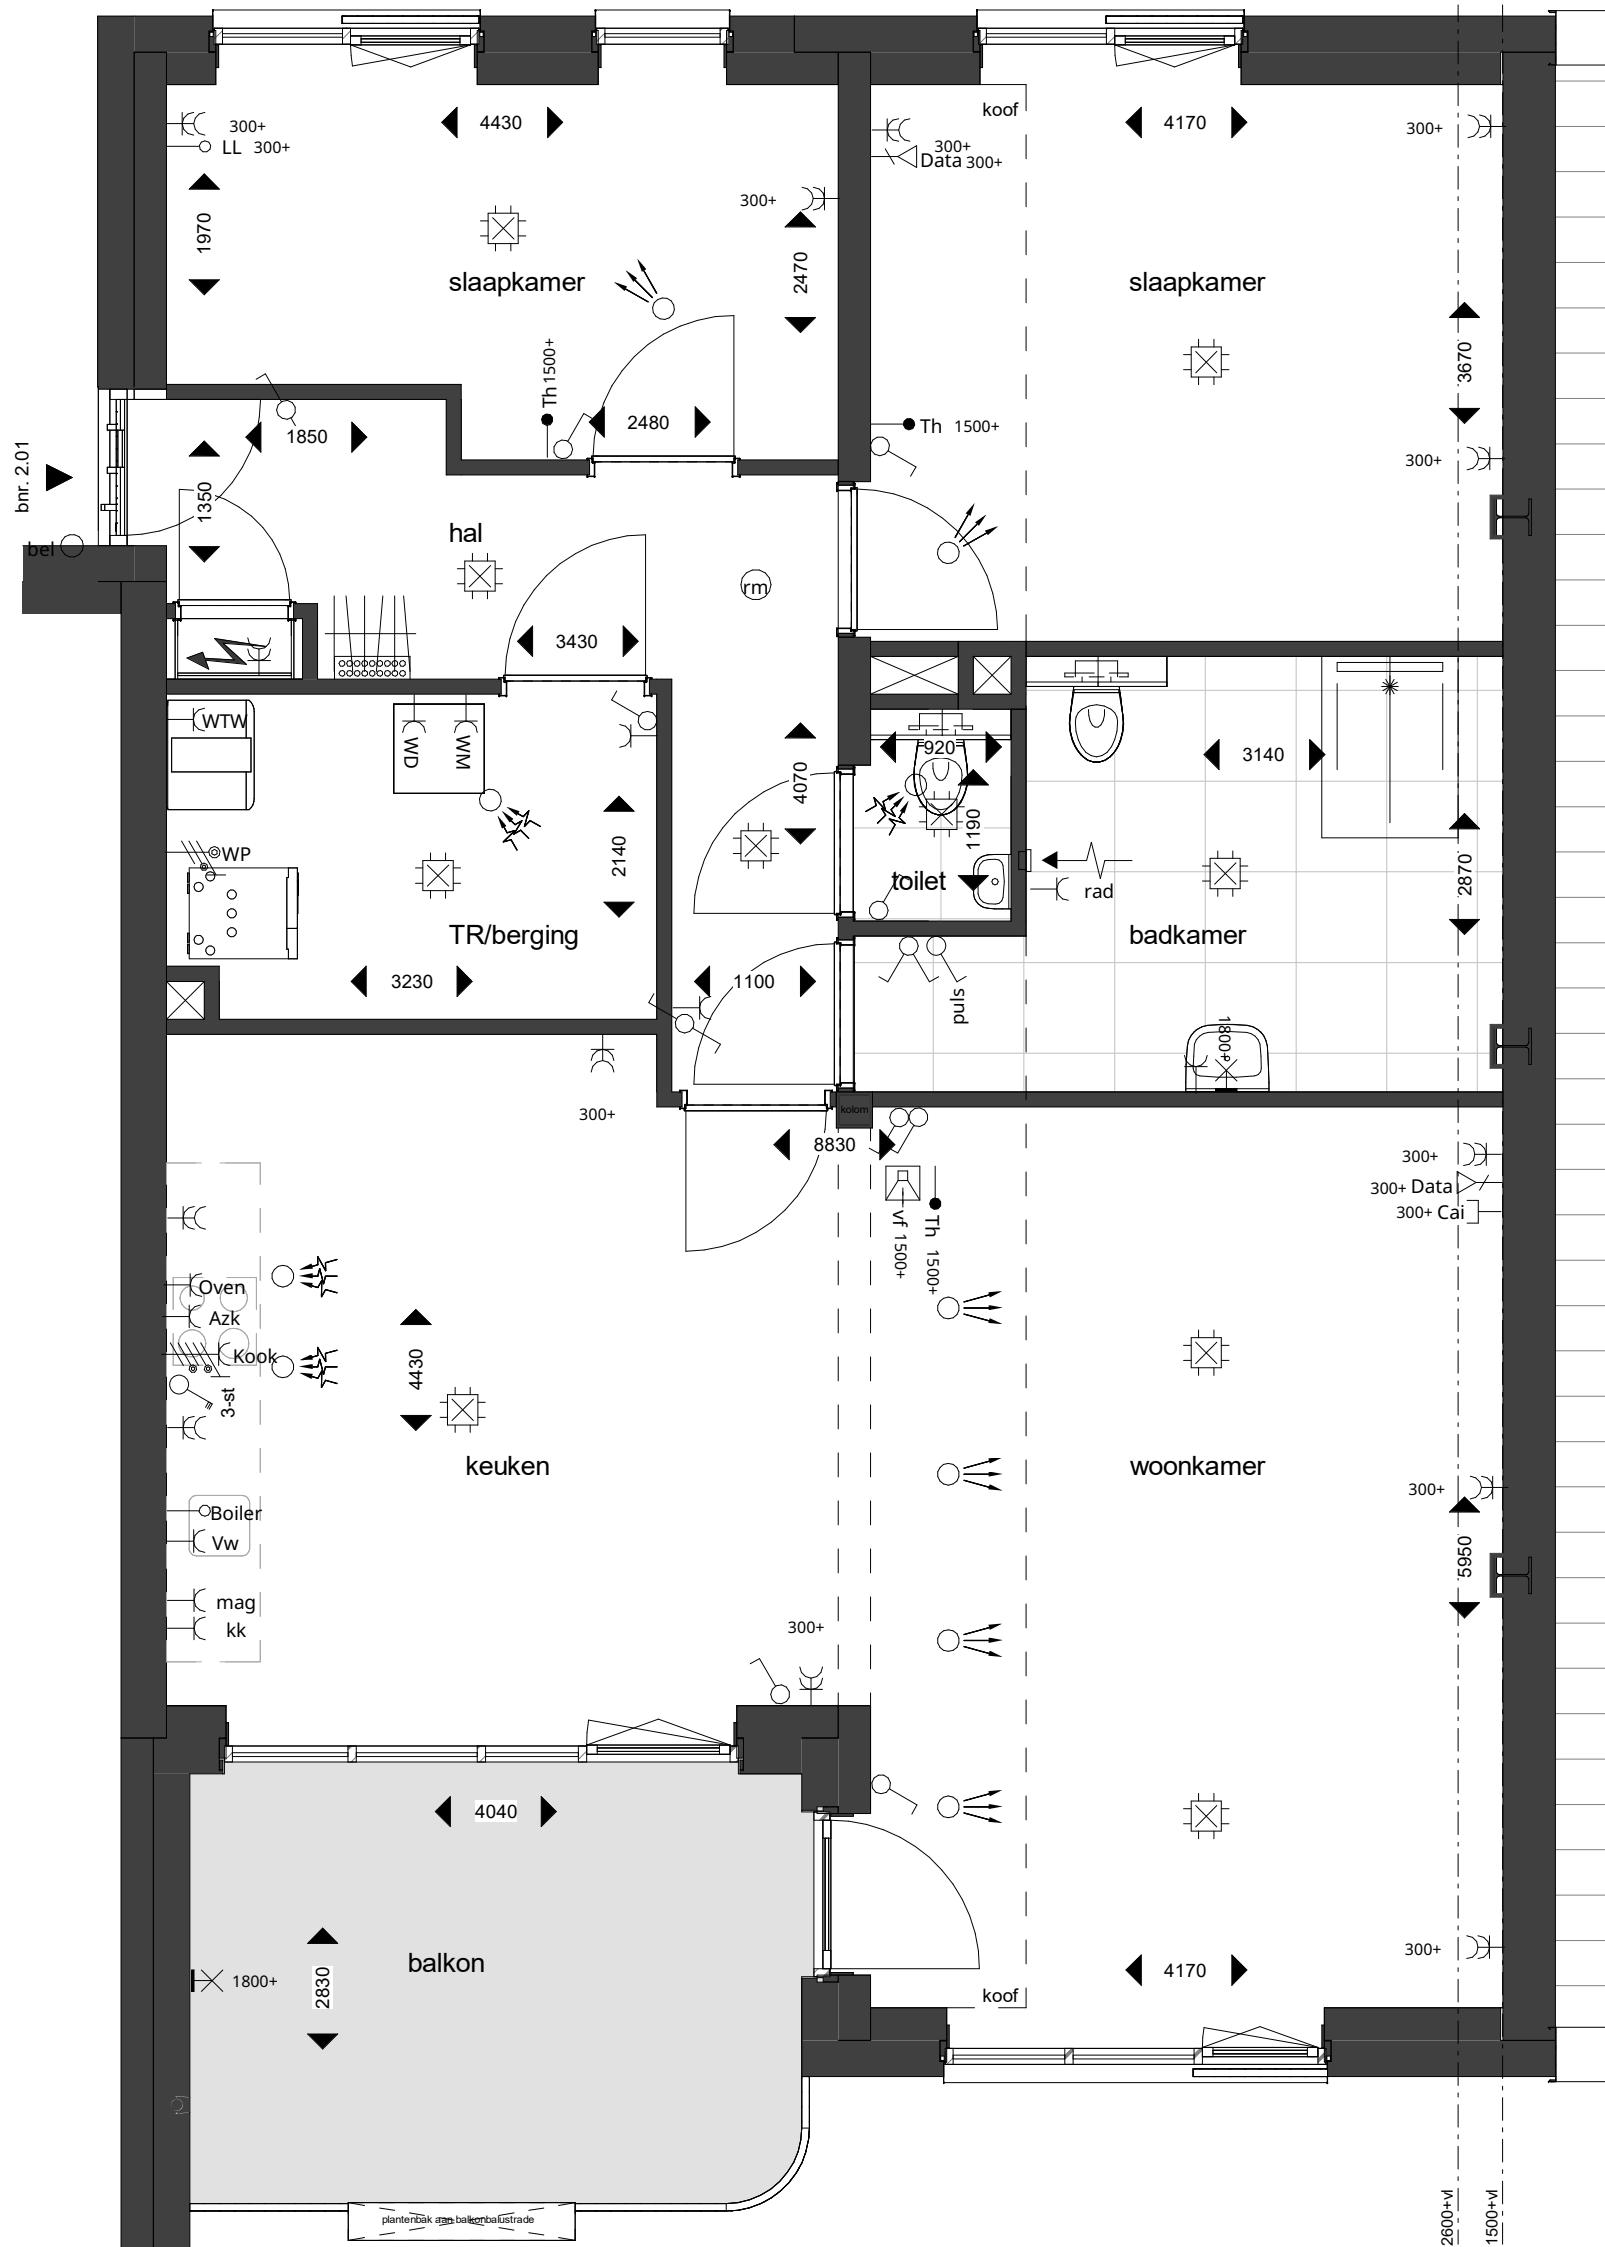 koof
4430
4170
300+
LL 300+
300+
Data 300+
300+
1970
300+
2470
slaapkamer
slaapkamer
3670
Th 1500+
2480
Th 1500+
1850
300+
bnr. 2.01
1350
hal
bel
rm
3430
WTW
WD
WM
920
3140
4070
1190
2140
WP
toilet
rad
2870
TR/berging
badkamer
3230
1100
puls
1800+
300+
kolom
8830
300+
300+ Data
300+ Cai
vf 1500+
Th 1500+
Oven
Azk
Kook
3-st
4430
keuken
woonkamer
300+
Boiler
Vw
5950
mag
kk
300+
4040
300+
balkon
4170
1800+
2830
koof
plantenbak aan balkonbalustrade
2600+vl
1500+vl